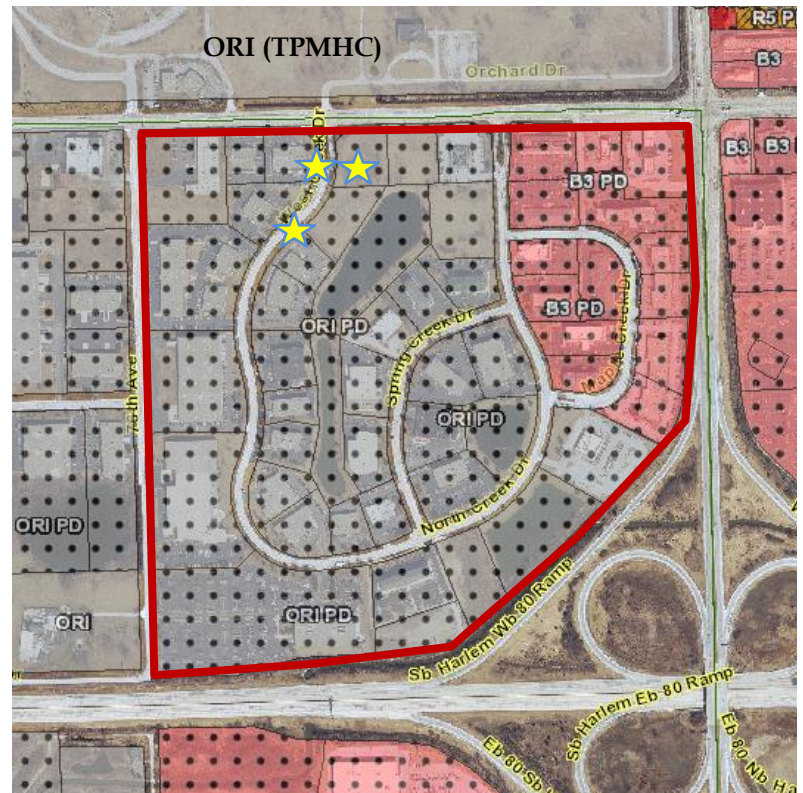 ORI (TPMHC)
R5 P
B3
Orchard Dr
B3
B3
B3 PD
ORI PD
Spring Creek Dr
B3 PD
ORI PD
North Creek Dr
ORI PD
ORI
ORI PD
Sb Harlem Wb 80 Ramp
Sb Harlem Eb 80 Ramp
Eb 80 Sb
Eb 80 Nb Ha